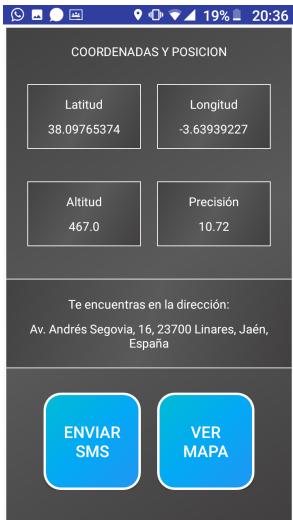 19% 20:36
COORDENADAS Y POSICION
Latitud
38.09765374
Longitud
-3.63939227
Altitud
467.0
Precisión
10.72
Te encuentras en la dirección:
Av. Andrés Segovia, 16, 23700 Linares, Jaén,
España
ENVIAR
SMS
VER
MAPA